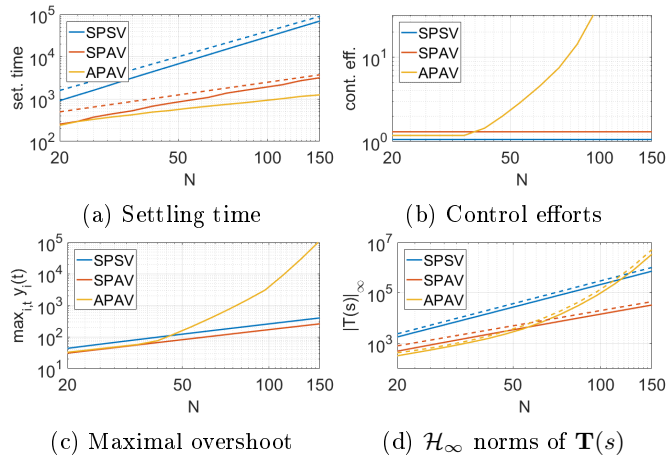 set. time
10^5
10^4
10^3
10^2
SPSV
SPAV
APAV
20
50
100
150
N
(a) Settling time
cont. eff.
10^1
10^0
SPSV
SPAV
APAV
20
50
100
150
N
(b) Control efforts
max_{i,t} y_i(t)
10^5
10^4
10^3
10^2
10^1
SPSV
SPAV
APAV
20
50
100
150
N
(c) Maximal overshoot
|T(s)|_∞
10^7
10^5
10^3
SPSV
SPAV
APAV
20
50
100
150
N
(d) 𝓗_∞ norms of T(s)